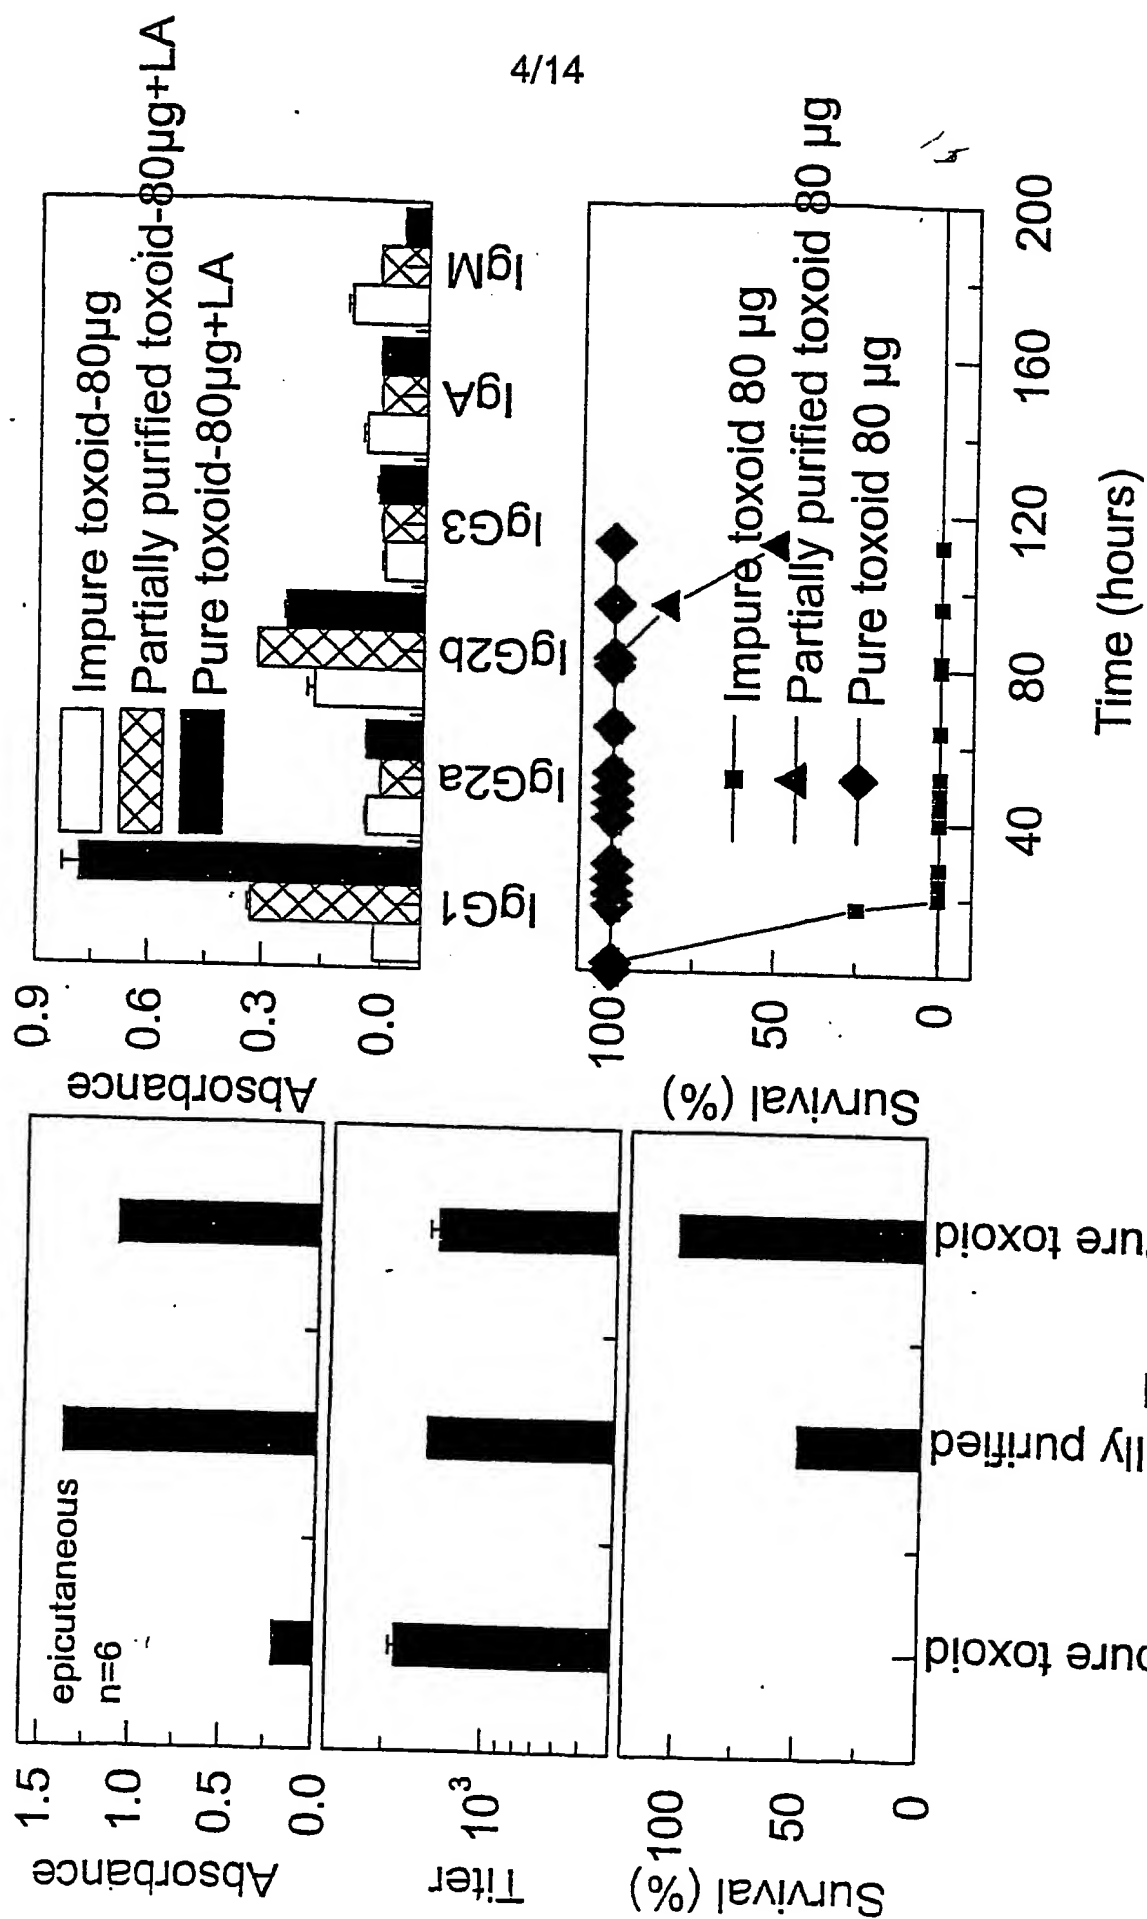 4/14
epicutaneous
n=6
Absorbance
1.5
1.0
0.5
0.0
Titer
10³
Survival (%)
100
50
0
pure toxoid
lly purified
ure toxoid
Absorbance
0.9
0.6
0.3
0.0
Impure toxoid-80µg
Partially purified toxoid-80µg+LA
Pure toxoid-80µg+LA
IgG1
IgG2a
IgG2b
IgG3
IgA
IgM
Survival (%)
100
50
0
Impure toxoid 80 µg
Partially purified toxoid 80 µg
Pure toxoid 80 µg
40
80
120
160
200
Time (hours)